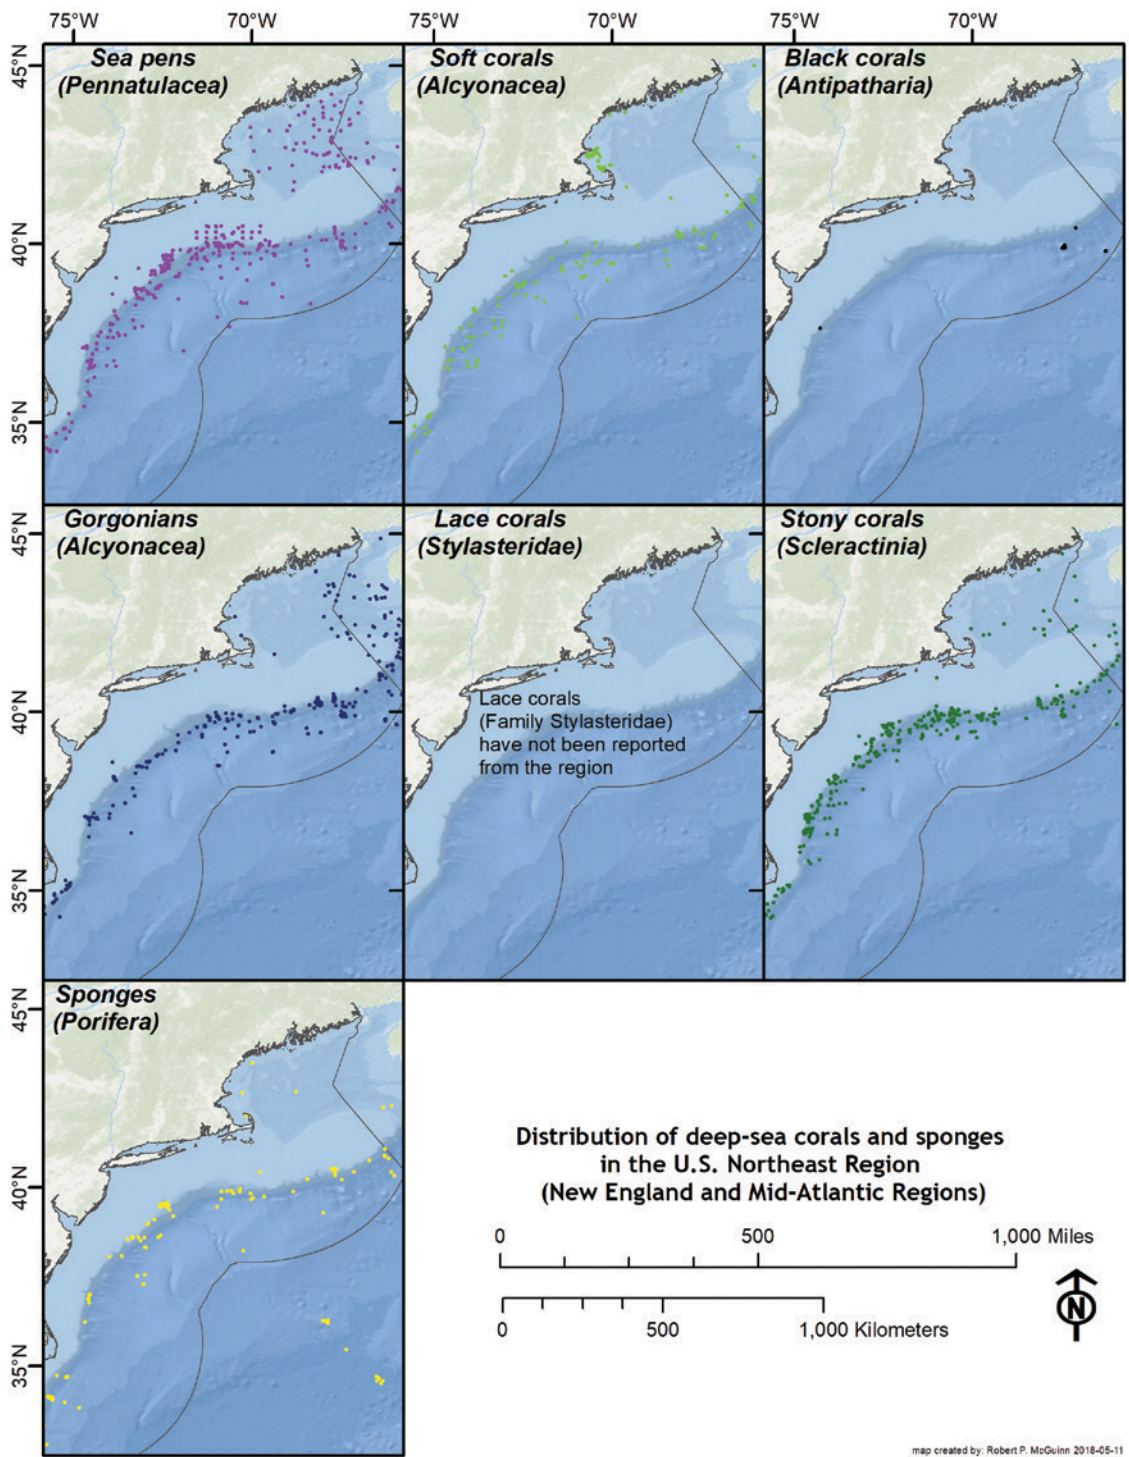 75°W 70°W 70°W 75°W 70°W
45°N
40°N
35°N
Sea pens
(Pennatulacea)
Soft corals
(Alcyonacea)
Black corals
(Antipatharia)
45°N
40°N
35°N
Gorgonians
(Alcyonacea)
Lace corals
(Stylasteridae)
Lace corals
(Family Stylasteridae)
have not been reported
from the region
Stony corals
(Scleractinia)
45°N
40°N
35°N
Sponges
(Porifera)
Distribution of deep-sea corals and sponges
in the U.S. Northeast Region
(New England and Mid-Atlantic Regions)
0 500 1,000 Miles
0 500 1,000 Kilometers
N
map created by: Robert P. McGuinn 2018-05-11